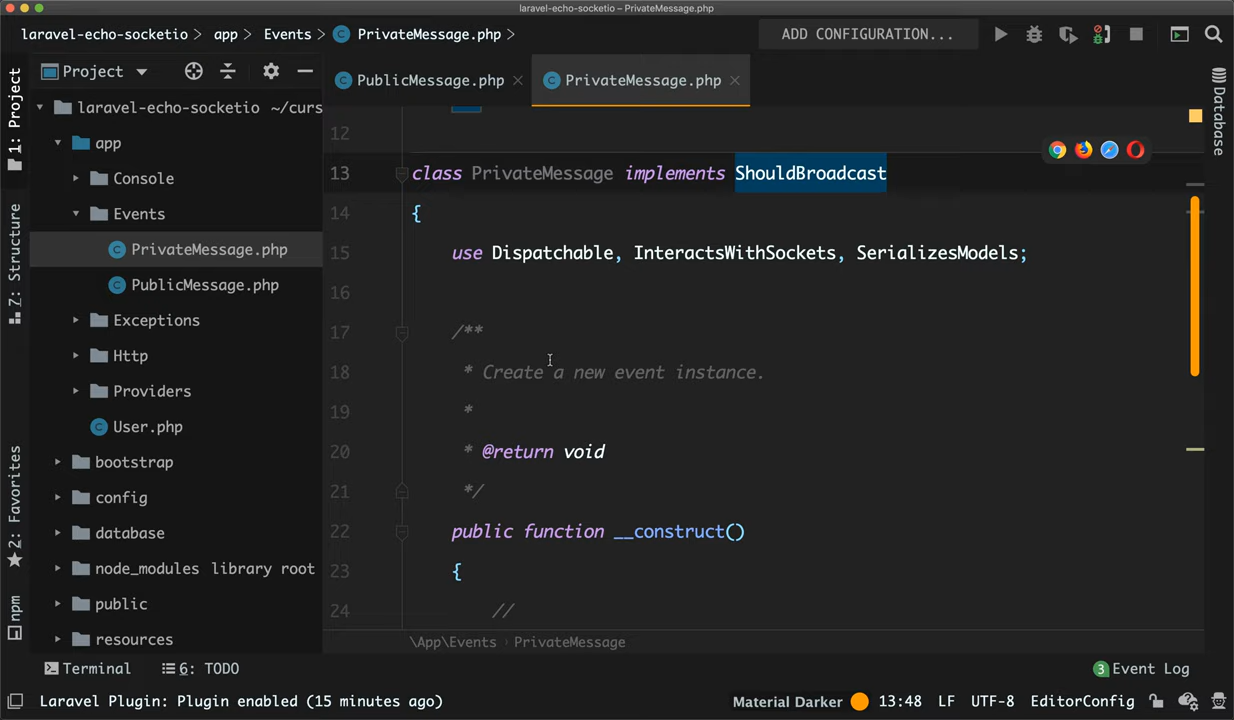 laravel-echo-socketio – PrivateMessage.php
laravel-echo-socketio > app > Events > PrivateMessage.php >
ADD CONFIGURATION...
1: Project
7: Structure
2: Favorites
npm
Project
PublicMessage.php
PrivateMessage.php
Database
laravel-echo-socketio ~/curs
app
Console
Events
PrivateMessage.php
PublicMessage.php
Exceptions
Http
Providers
User.php
bootstrap
config
database
node_modules library root
public
resources
12
13 class PrivateMessage implements ShouldBroadcast
14 {
15 use Dispatchable, InteractsWithSockets, SerializesModels;
16
17 /**
18 * Create a new event instance.
19 *
20 * @return void
21 */
22 public function __construct()
23 {
24 //
\App\Events › PrivateMessage
Terminal 6: TODO
3 Event Log
Laravel Plugin: Plugin enabled (15 minutes ago)
Material Darker 13:48 LF UTF-8 EditorConfig